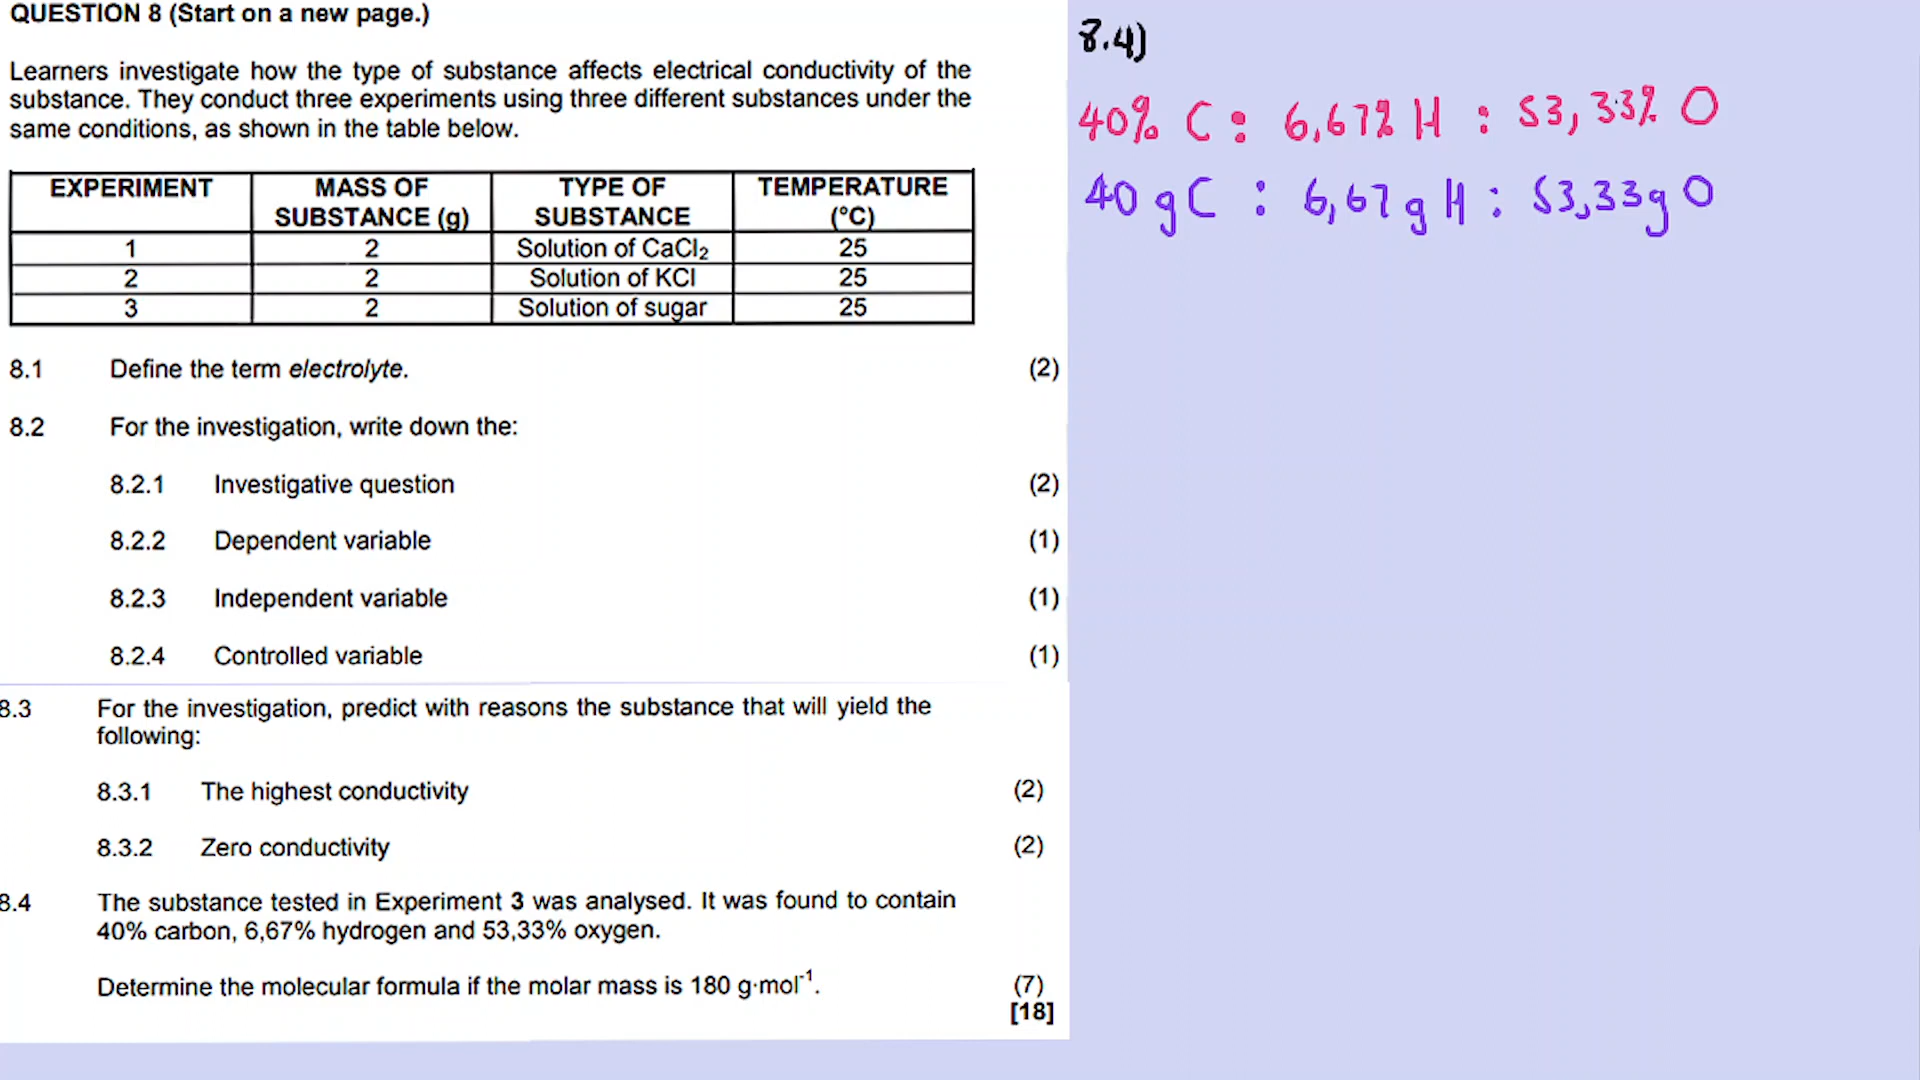 QUESTION 8 (Start on a new page.)
Learners investigate how the type of substance affects electrical conductivity of the
substance. They conduct three experiments using three different substances under the
same conditions, as shown in the table below.
EXPERIMENT MASS OF SUBSTANCE (g) TYPE OF SUBSTANCE TEMPERATURE (°C)
1 2 Solution of CaCl₂ 25
2 2 Solution of KCl 25
3 2 Solution of sugar 25
8.1 Define the term electrolyte. (2)
8.2 For the investigation, write down the:
8.2.1 Investigative question (2)
8.2.2 Dependent variable (1)
8.2.3 Independent variable (1)
8.2.4 Controlled variable (1)
8.3 For the investigation, predict with reasons the substance that will yield the
following:
8.3.1 The highest conductivity (2)
8.3.2 Zero conductivity (2)
8.4 The substance tested in Experiment 3 was analysed. It was found to contain
40% carbon, 6,67% hydrogen and 53,33% oxygen.
Determine the molecular formula if the molar mass is 180 g·mol⁻¹. (7)
[18]
8.4)
40% C : 6,67% H : 53,33% O
40 g C : 6,67 g H : 53,33 g O